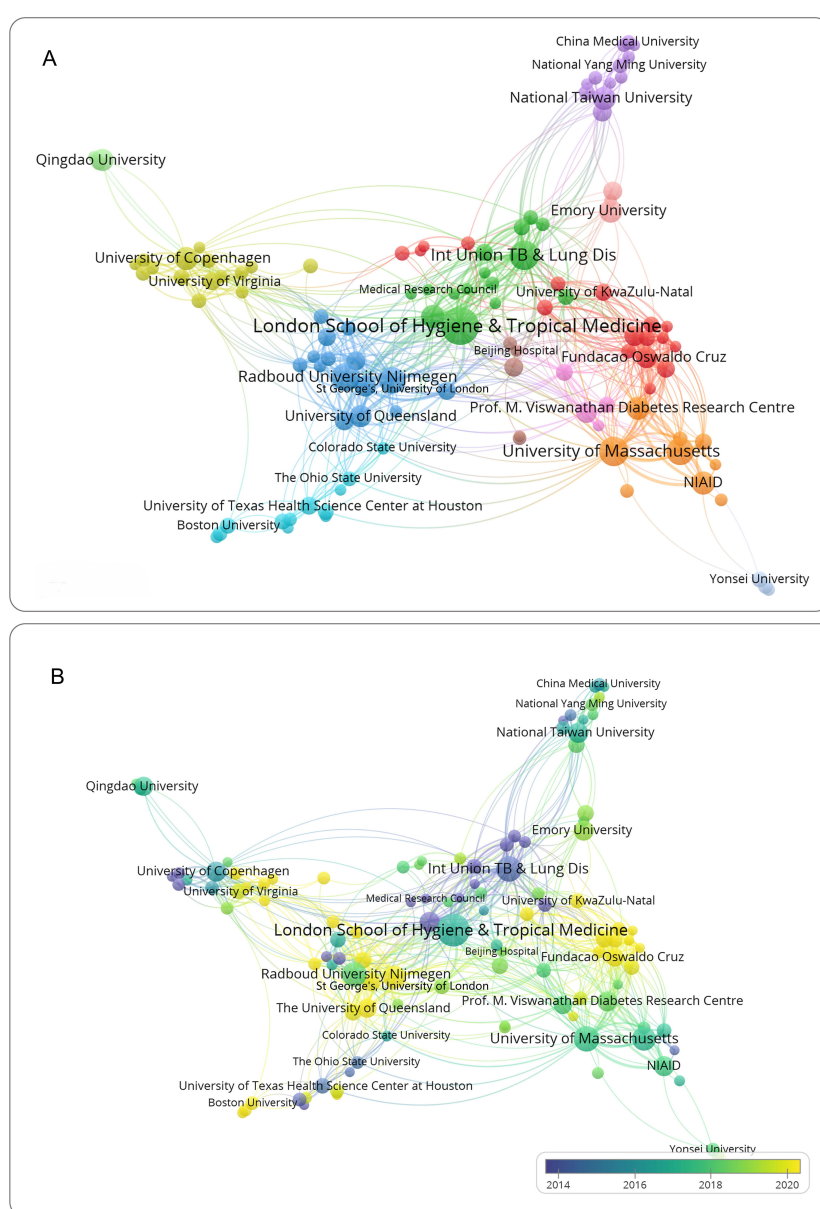 A
China Medical University
National Yang Ming University
National Taiwan University
Qingdao University
Emory University
University of Copenhagen
Int Union TB & Lung Dis
University of Virginia
Medical Research Council
University of KwaZulu-Natal
London School of Hygiene & Tropical Medicine
Beijing Hospital
Fundacao Oswaldo Cruz
Radboud University Nijmegen
St George's, University of London
Prof. M. Viswanathan Diabetes Research Centre
University of Queensland
Colorado State University
University of Massachusetts
The Ohio State University
NIAID
University of Texas Health Science Center at Houston
Boston University
Yonsei University
B
China Medical University
National Yang Ming University
National Taiwan University
Qingdao University
Emory University
University of Copenhagen
Int Union TB & Lung Dis
University of Virginia
Medical Research Council
University of KwaZulu-Natal
London School of Hygiene & Tropical Medicine
Beijing Hospital
Fundacao Oswaldo Cruz
Radboud University Nijmegen
St George's, University of London
Prof. M. Viswanathan Diabetes Research Centre
The University of Queensland
Colorado State University
University of Massachusetts
The Ohio State University
NIAID
University of Texas Health Science Center at Houston
Boston University
Yonsei University
2014 2016 2018 2020